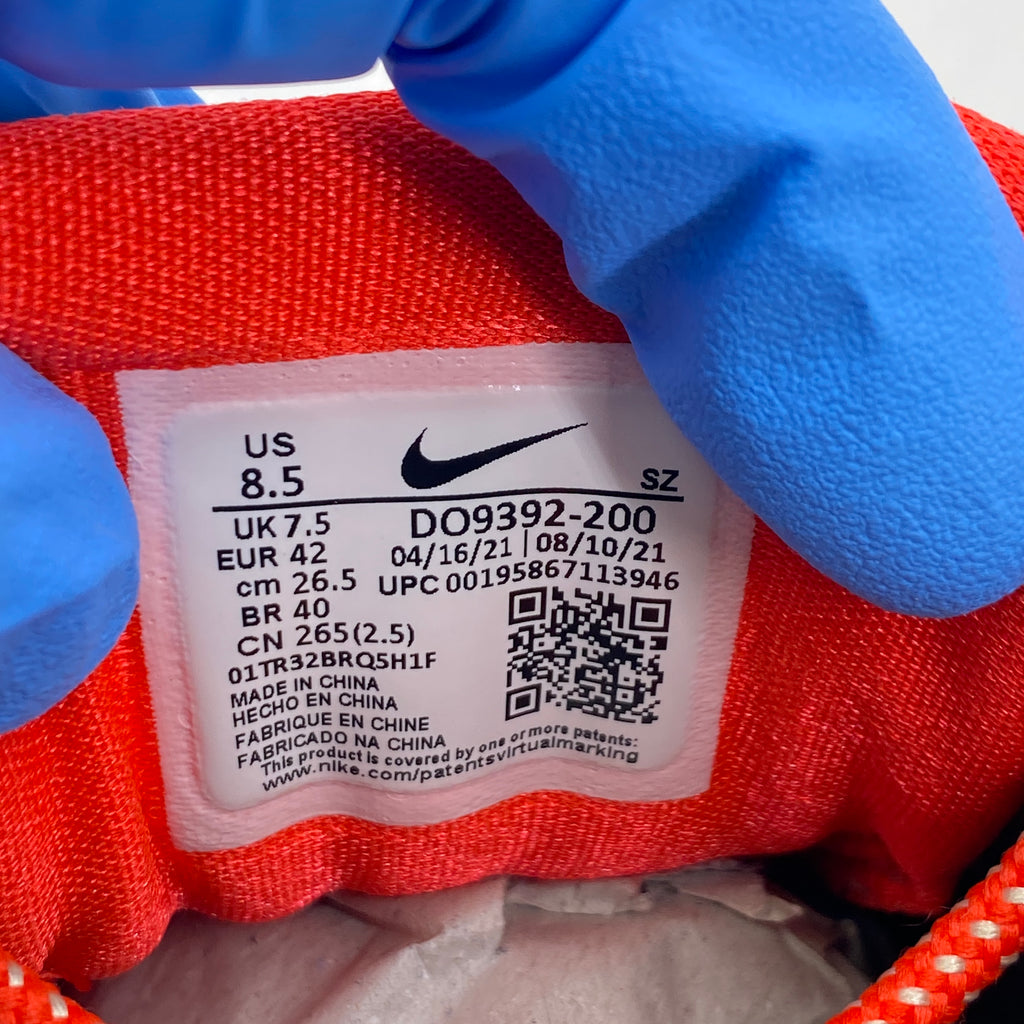 US
8.5
SZ
UK 7.5
DO9392-200
EUR 42
04/16/21 | 08/10/21
cm 26.5
UPC 00195867113946
BR 40
CN 265(2.5)
01TR32BRQ5H1F
MADE IN CHINA
HECHO EN CHINA
FABRIQUE EN CHINE
FABRICADO NA CHINA
This product is covered by one or more patents:
www.nike.com/patentsvirtualmarking